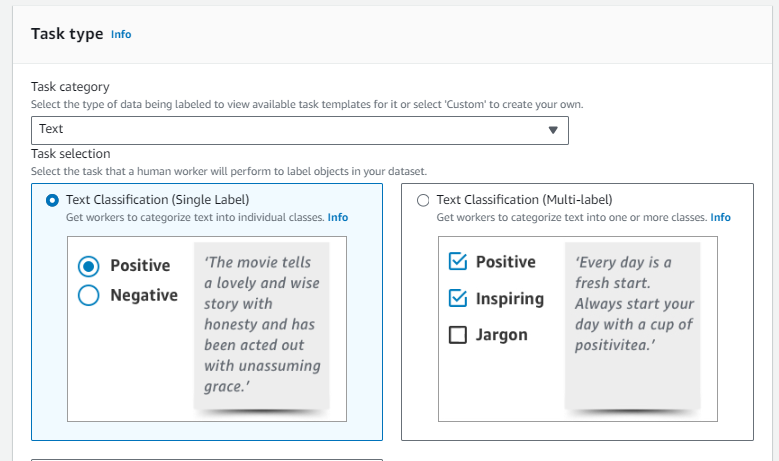 Task type Info
Task category
Select the type of data being labeled to view available task templates for it or select 'Custom' to create your own.
Text
Task selection
Select the task that a human worker will perform to label objects in your dataset.
Text Classification (Single Label)
Get workers to categorize text into individual classes. Info
Positive
Negative
‘The movie tells
a lovely and wise
story with
honesty and has
been acted out
with unassuming
grace.’
Text Classification (Multi-label)
Get workers to categorize text into one or more classes. Info
Positive
Inspiring
Jargon
‘Every day is a
fresh start.
Always start your
day with a cup of
positivitea.’